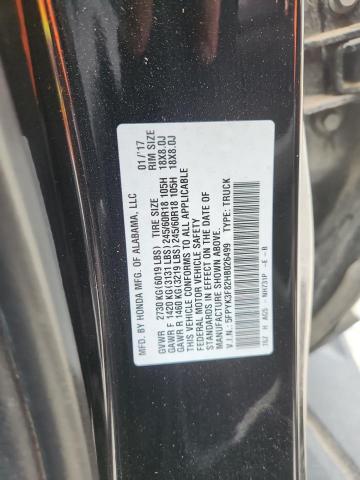 MFD. BY HONDA MFG. OF ALABAMA, LLC 01/'17
TIRE SIZE RIM SIZE
GVWR 2730 KG (6019 LBS)
GAWR F 1420 KG (3131 LBS) 245/60R18 105H 18X8.0J
GAWR R 1460 KG (3219 LBS) 245/60R18 105H 18X8.0J
THIS VEHICLE CONFORMS TO ALL APPLICABLE
FEDERAL MOTOR VEHICLE SAFETY
STANDARDS IN EFFECT ON THE DATE OF
MANUFACTURE SHOWN ABOVE.
V.I.N.: 5FPYK3F82HB026499 TYPE: TRUCK
T6Z H AG5 NH731P -E- B